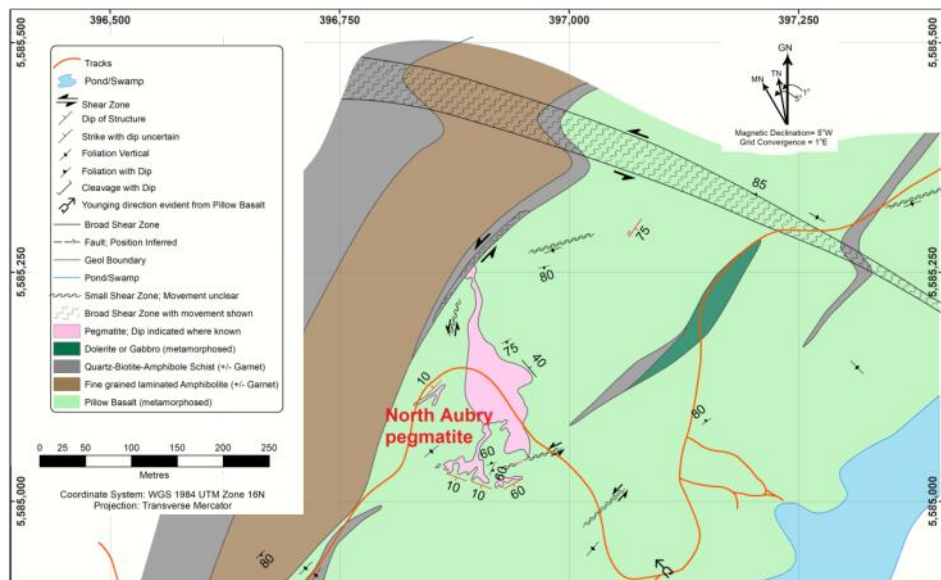 396,500
396,750
397,000
397,250
5,585,500
5,585,500
5,585,250
5,585,250
5,585,000
5,585,000
Tracks
Pond/Swamp
Shear Zone
Dip of Structure
Strike with dip uncertain
Foliation Vertical
Foliation with Dip
Cleavage with Dip
Younging direction evident from Pillow Basalt
Broad Shear Zone
Fault; Position Inferred
Geol Boundary
Pond/Swamp
Small Shear Zone; Movement unclear
Broad Shear Zone with movement shown
Pegmatite; Dip indicated where known
Dolerite or Gabbro (metamorphosed)
Quartz-Biotite-Amphibole Schist (+/- Garnet)
Fine grained laminated Amphibolite (+/- Garnet)
Pillow Basalt (metamorphosed)
0 50 100 150 200 250
Metres
Coordinate System: WGS 1984 UTM Zone 16N
Projection: Transverse Mercator
GN
TN
MN
1°
5°
Magnetic Declination= 5°W
Grid Convergence = 1°E
85
75
80
75
40
10
North Aubry
pegmatite
80
60
60
10
10
60
80